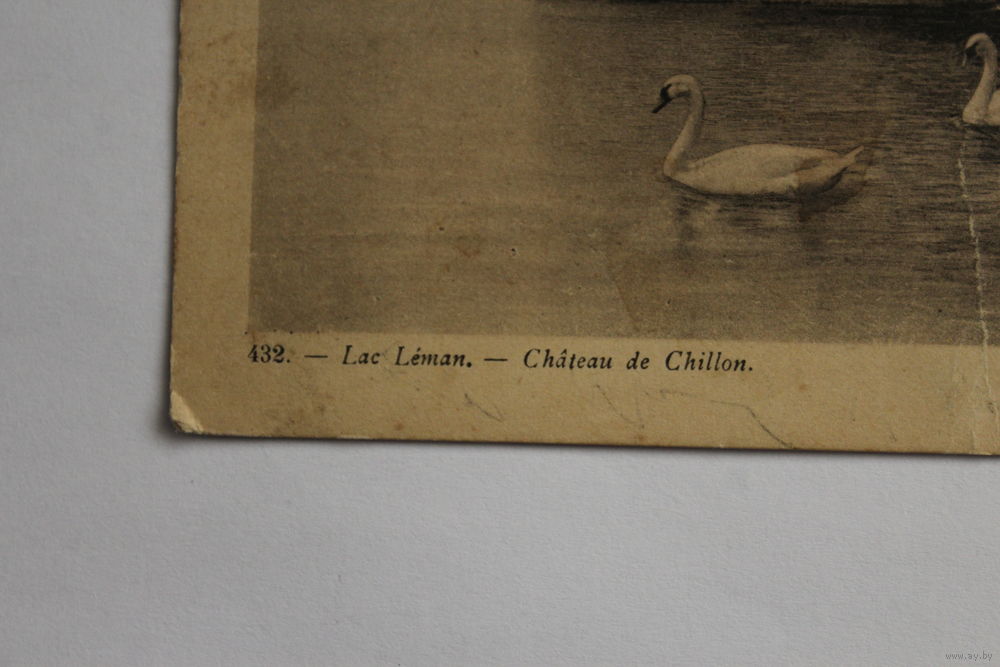 432. — Lac Léman. — Château de Chillon.
www.ay.by